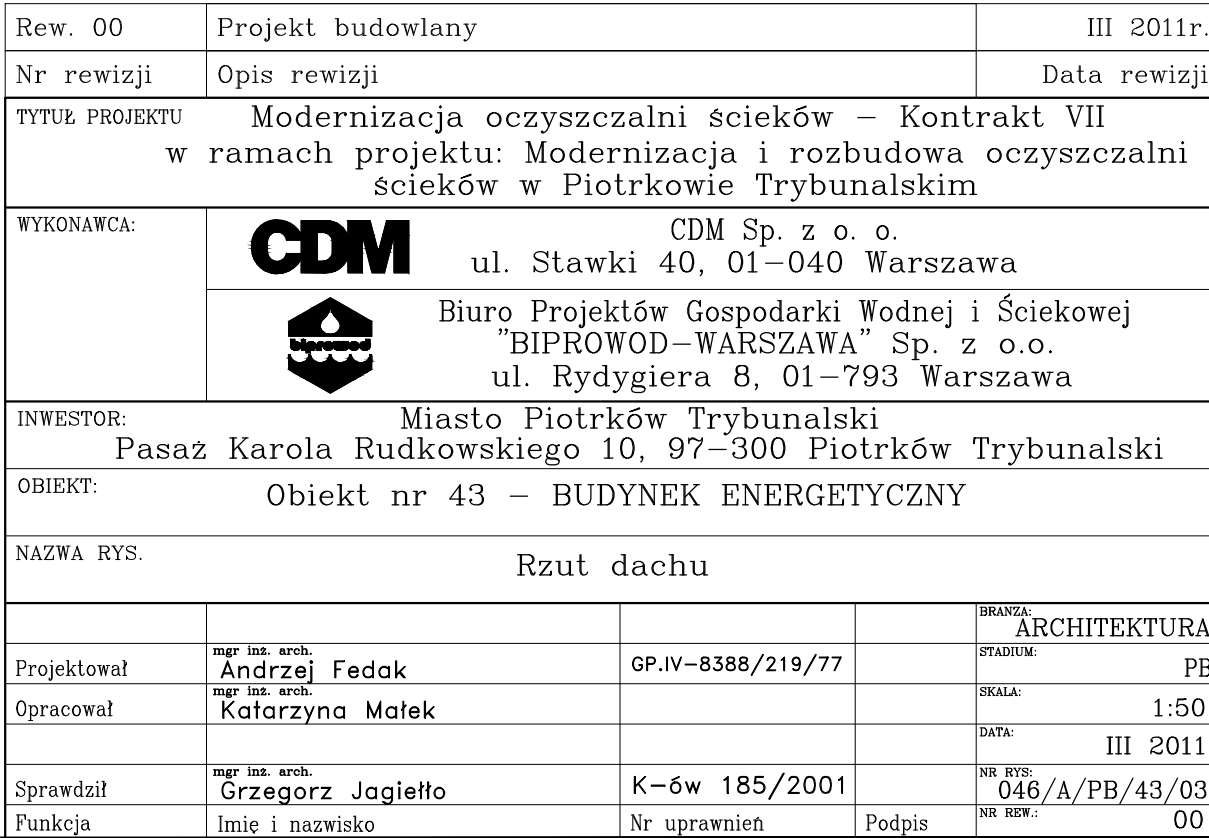 Rew. 00 Projekt budowlany III 2011r.
Nr rewizji Opis rewizji Data rewizji
TYTUŁ PROJEKTU Modernizacja oczyszczalni ścieków – Kontrakt VII
w ramach projektu: Modernizacja i rozbudowa oczyszczalni
ścieków w Piotrkowie Trybunalskim
WYKONAWCA:
CDM
CDM Sp. z o. o.
ul. Stawki 40, 01–040 Warszawa
biprowod
Biuro Projektów Gospodarki Wodnej i Ściekowej
"BIPROWOD–WARSZAWA" Sp. z o.o.
ul. Rydygiera 8, 01–793 Warszawa
INWESTOR: Miasto Piotrków Trybunalski
Pasaż Karola Rudkowskiego 10, 97–300 Piotrków Trybunalski
OBIEKT: Obiekt nr 43 – BUDYNEK ENERGETYCZNY
NAZWA RYS. Rzut dachu
BRANŻA:
ARCHITEKTURA
Projektował mgr inż. arch. Andrzej Fedak GP.IV–8388/219/77 STADIUM: PB
Opracował mgr inż. arch. Katarzyna Małek SKALA: 1:50
DATA: III 2011
Sprawdził mgr inż. arch. Grzegorz Jagiełło K–ów 185/2001 NR RYS: 046/A/PB/43/03
Funkcja Imię i nazwisko Nr uprawnień Podpis NR REW.: 00